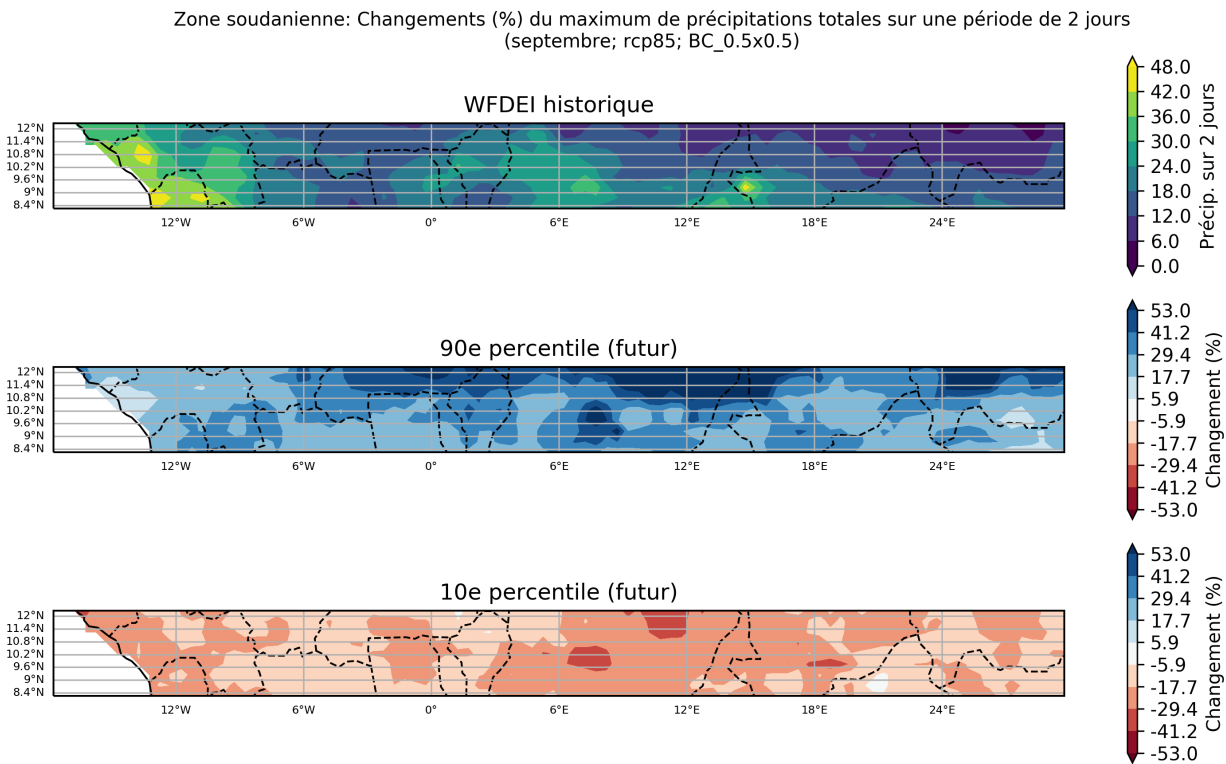 Zone soudanienne: Changements (%) du maximum de précipitations totales sur une période de 2 jours
(septembre; rcp85; BC_0.5x0.5)
WFDEI historique
12°N
11.4°N
10.8°N
10.2°N
9.6°N
9°N
8.4°N
12°W
6°W
0°
6°E
12°E
18°E
24°E
48.0
42.0
36.0
30.0
24.0
18.0
12.0
6.0
0.0
Précip. sur 2 jours
90e percentile (futur)
12°N
11.4°N
10.8°N
10.2°N
9.6°N
9°N
8.4°N
12°W
6°W
0°
6°E
12°E
18°E
24°E
53.0
41.2
29.4
17.7
5.9
-5.9
-17.7
-29.4
-41.2
-53.0
Changement (%)
10e percentile (futur)
12°N
11.4°N
10.8°N
10.2°N
9.6°N
9°N
8.4°N
12°W
6°W
0°
6°E
12°E
18°E
24°E
53.0
41.2
29.4
17.7
5.9
-5.9
-17.7
-29.4
-41.2
-53.0
Changement (%)